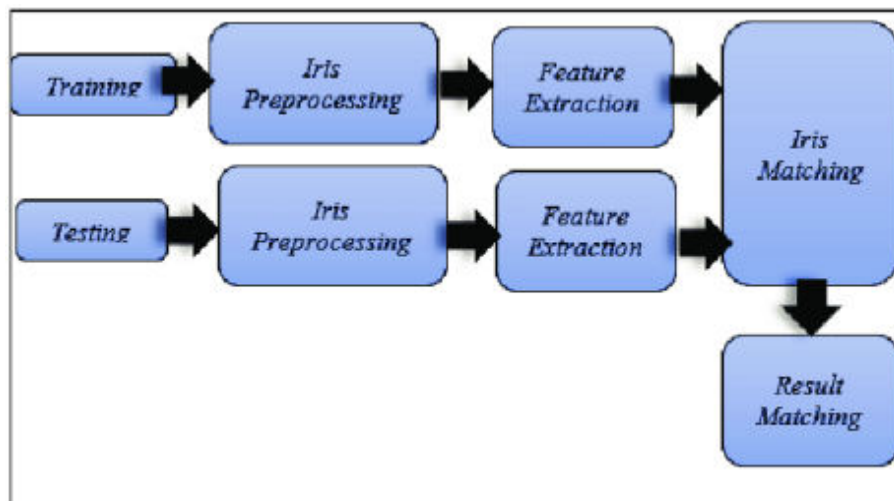 Training
Iris
Preprocessing
Feature
Extraction
Iris
Matching
Testing
Iris
Preprocessing
Feature
Extraction
Result
Matching